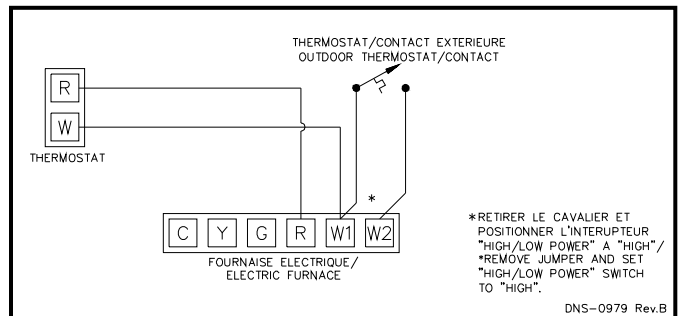 THERMOSTAT/CONTACT EXTERIEURE
OUTDOOR THERMOSTAT/CONTACT
R
W
THERMOSTAT
*
C Y G R W1 W2
FOURNAISE ELECTRIQUE/
ELECTRIC FURNACE
*RETIRER LE CAVALIER ET
POSITIONNER L'INTERUPTEUR
"HIGH/LOW POWER" A "HIGH"/
*REMOVE JUMPER AND SET
"HIGH/LOW POWER" SWITCH
TO "HIGH".
DNS-0979 Rev.B